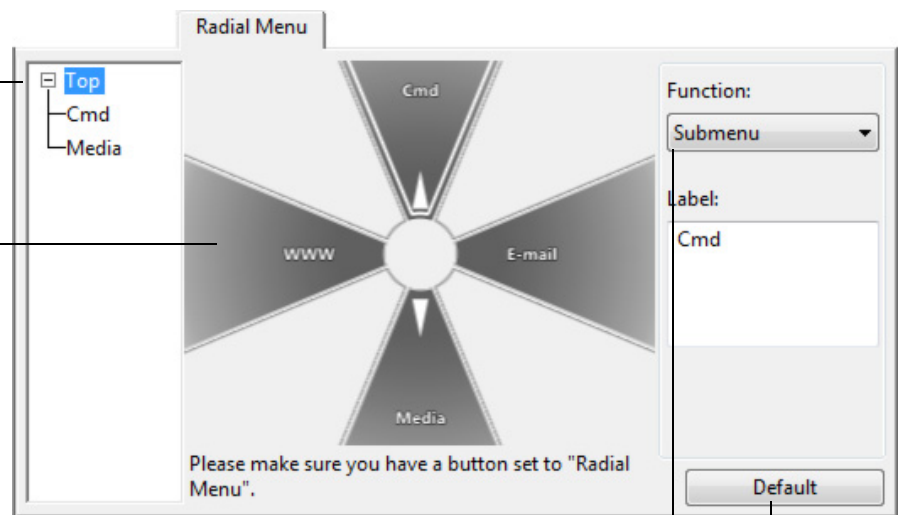 Radial Menu
Top
Cmd
Media
Cmd
WWW
E-mail
Media
Please make sure you have a button set to "Radial
Menu".
Function:
Submenu
Label:
Cmd
Default